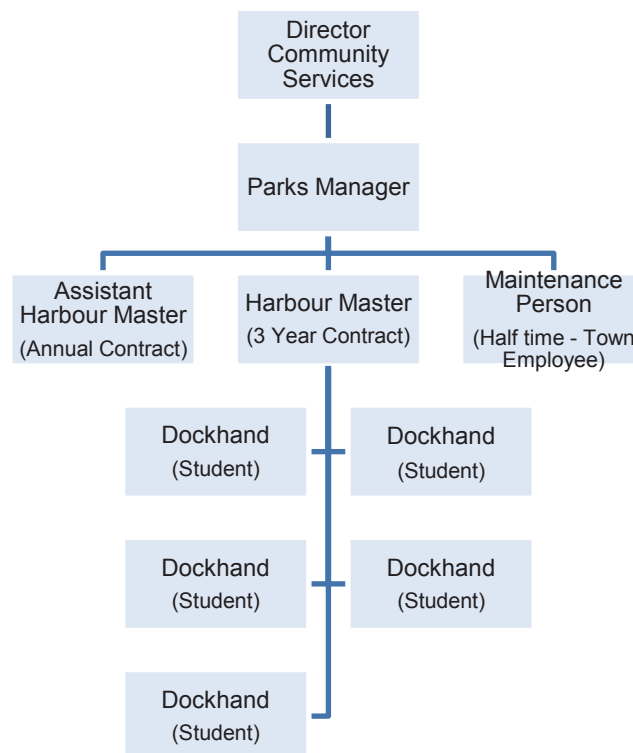 Director
Community
Services
Parks Manager
Assistant
Harbour Master
(Annual Contract)
Harbour Master
(3 Year Contract)
Maintenance
Person
(Half time - Town
Employee)
Dockhand
(Student)
Dockhand
(Student)
Dockhand
(Student)
Dockhand
(Student)
Dockhand
(Student)